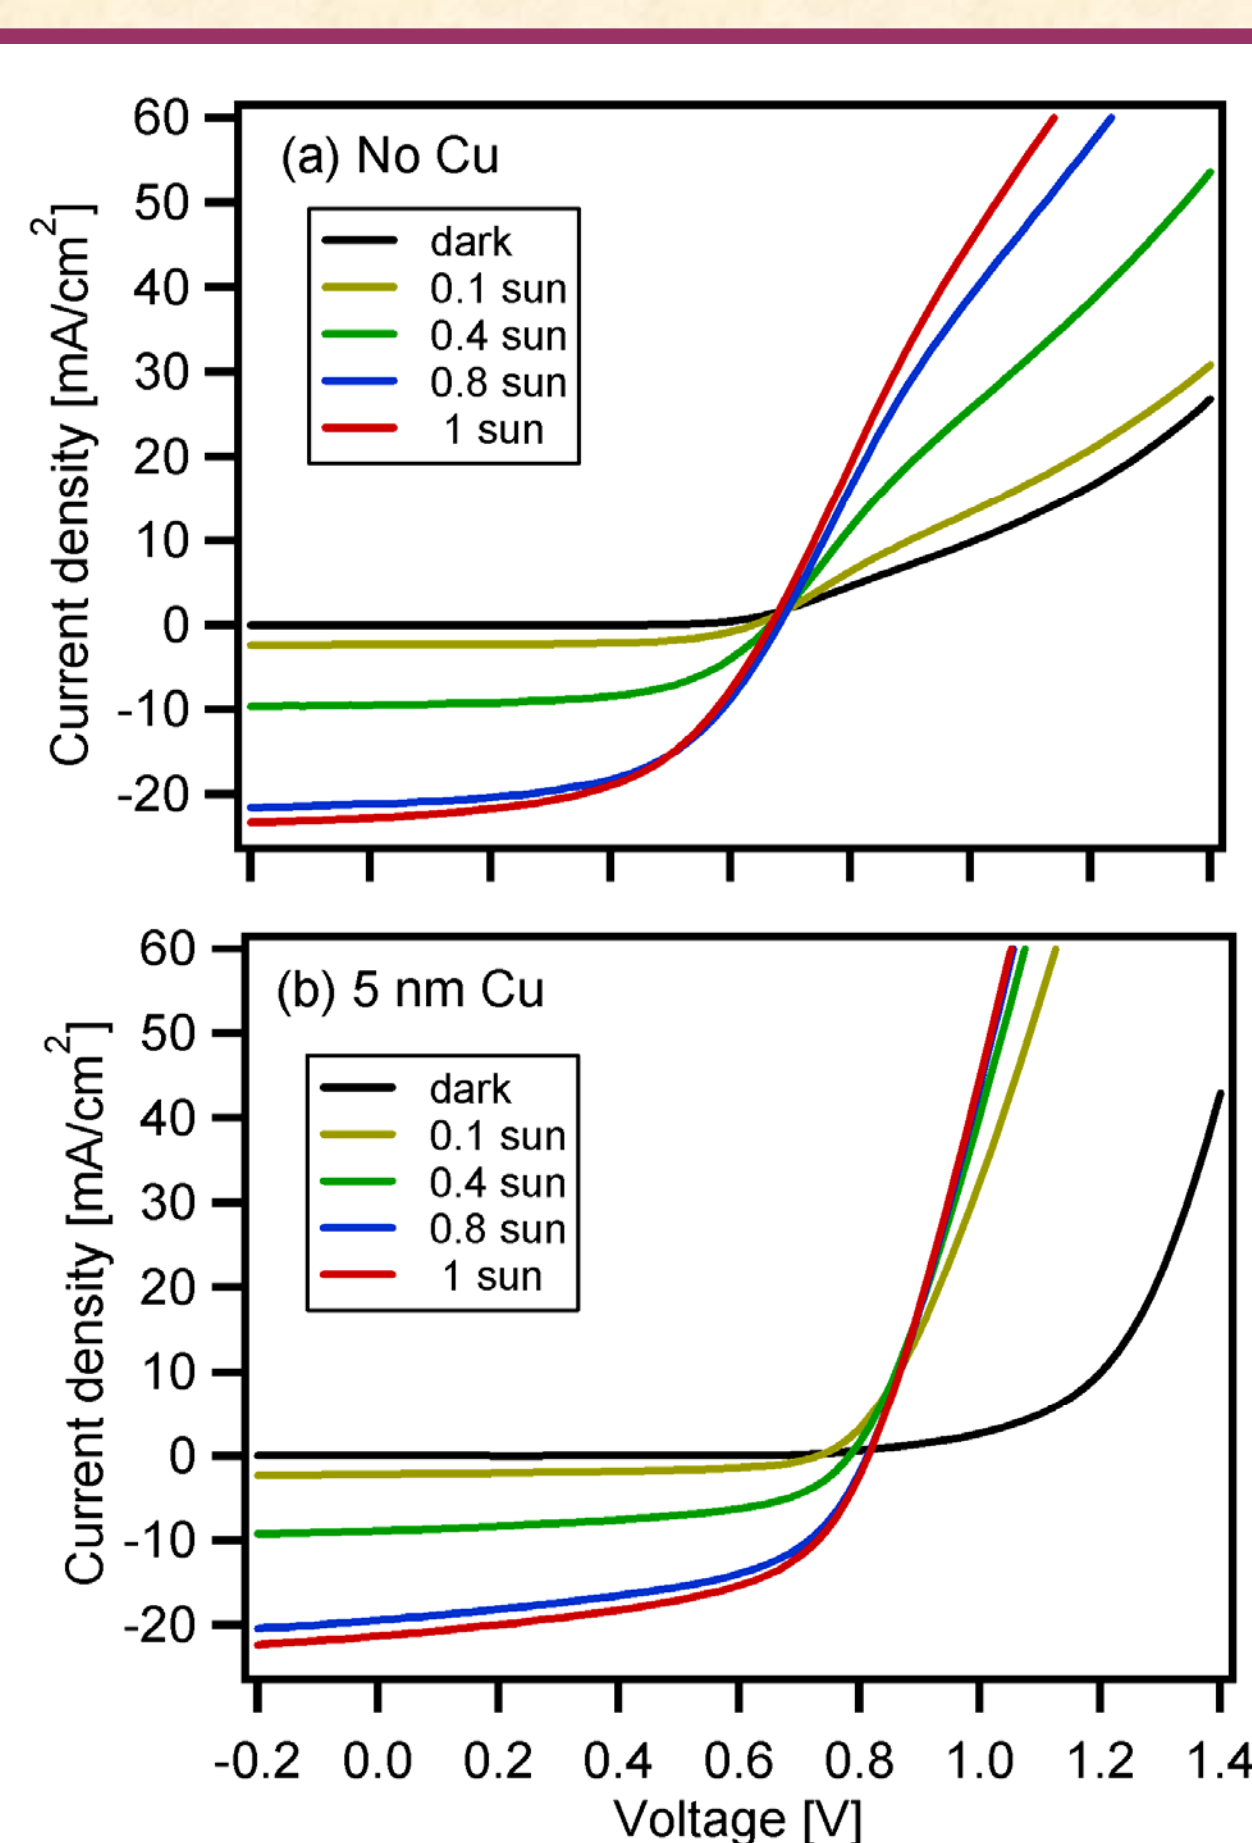 60
(a) No Cu
50
dark
0.1 sun
40
0.4 sun
30
0.8 sun
1 sun
20
10
0
-10
-20
Current density [mA/cm²]
60
(b) 5 nm Cu
50
dark
40
0.1 sun
0.4 sun
30
0.8 sun
1 sun
20
10
0
-10
-20
Current density [mA/cm²]
-0.2 0.0 0.2 0.4 0.6 0.8 1.0 1.2 1.4
Voltage [V]